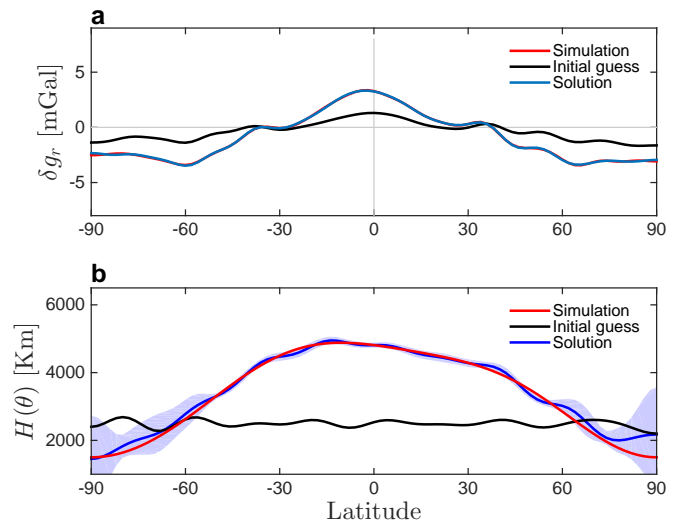 a
Simulation
Initial guess
Solution
δg_r [mGal]
5
0
-5
-90 -60 -30 0 30 60 90
b
Simulation
Initial guess
Solution
H(θ) [Km]
6000
4000
2000
-90 -60 -30 0 30 60 90
Latitude